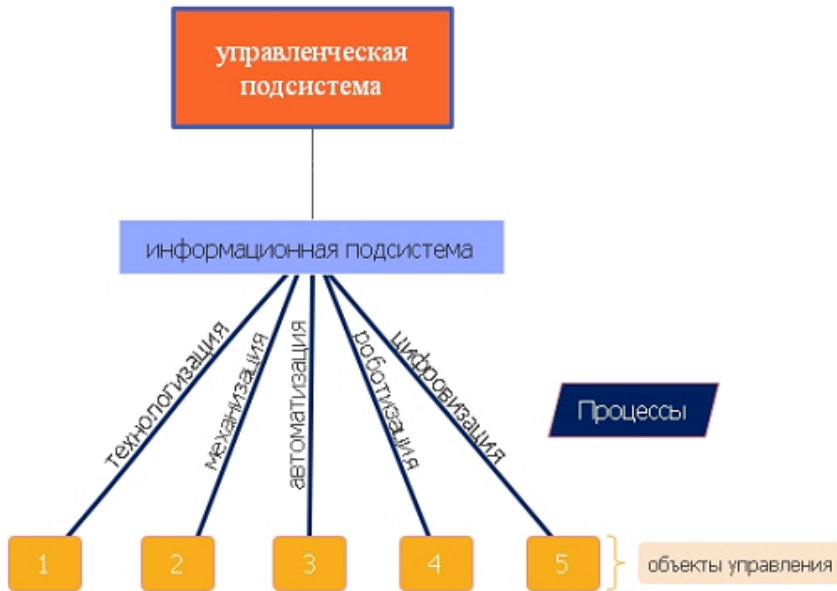 управленческая
подсистема
информационная подсистема
технологизация
механизация
автоматизация
роботизация
цифровизация
Процессы
1
2
3
4
5
объекты управления